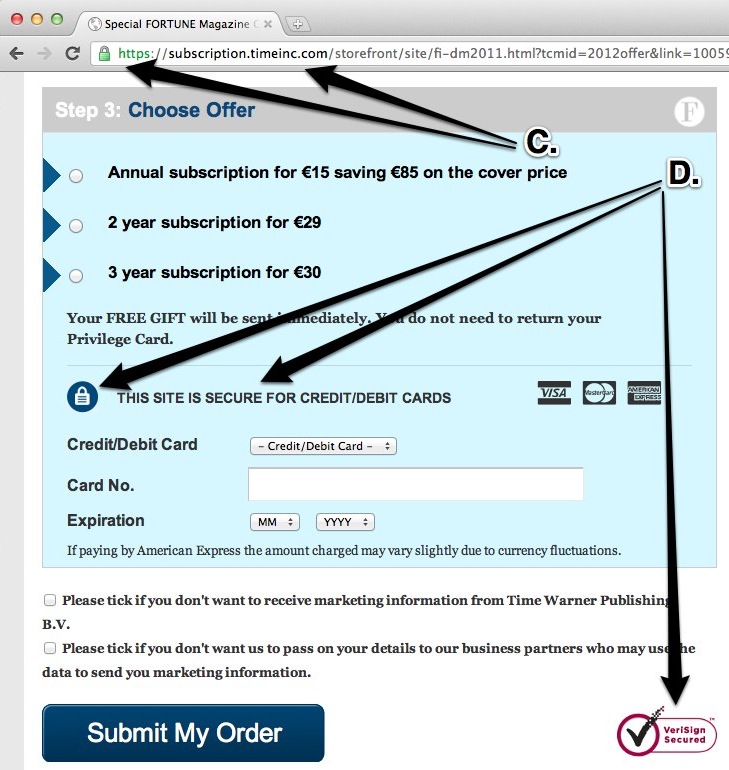 Special FORTUNE Magazine
https://subscription.timeinc.com/storefront/site/fi-dm2011.html?tcmid=2012offer&link=10059
C.
Step 3: Choose Offer
F
D.
Annual subscription for €15 saving €85 on the cover price
2 year subscription for €29
3 year subscription for €30
Your FREE GIFT will be sent immediately. You do not need to return your
Privilege Card.
THIS SITE IS SECURE FOR CREDIT/DEBIT CARDS
VISA
MasterCard
AMERICAN
EXPRESS
Credit/Debit Card
- Credit/Debit Card -
Card No.
Expiration
MM
YYYY
If paying by American Express the amount charged may vary slightly due to currency fluctuations.
Please tick if you don't want to receive marketing information from Time Warner Publishing
B.V.
Please tick if you don't want us to pass on your details to our business partners who may use the
data to send you marketing information.
Submit My Order
VeriSign
Secured
™